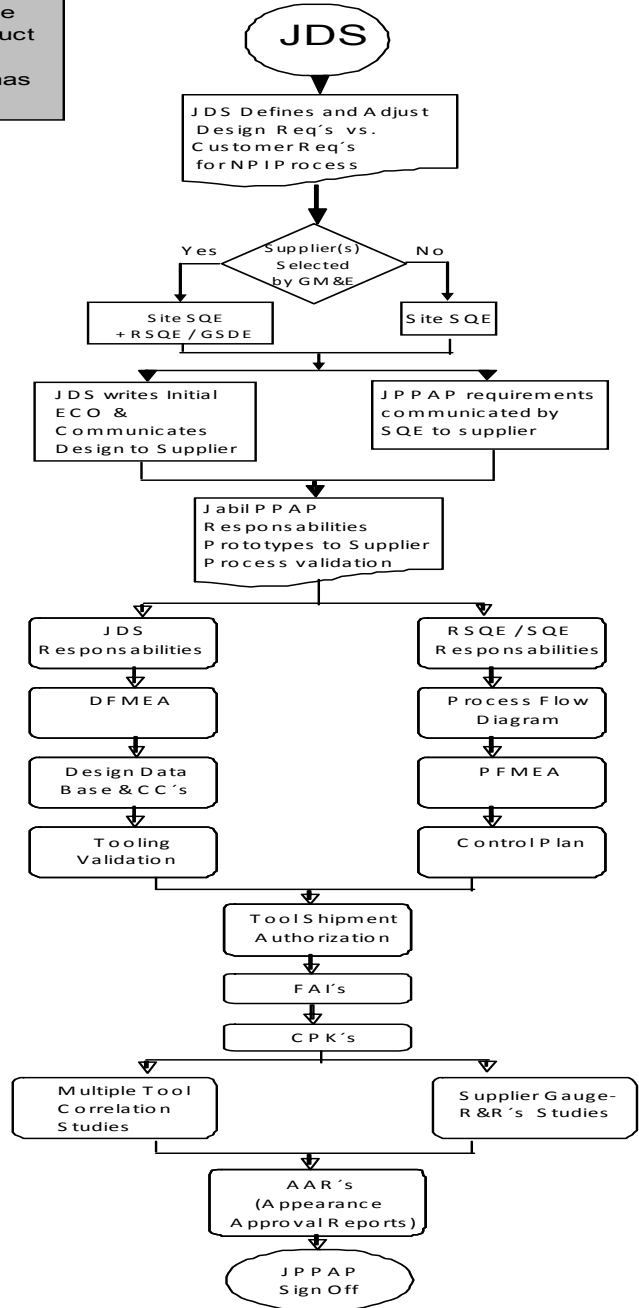 e
uct
nas
JDS
JDS Defines and Adjust
Design Req´s vs.
Customer Req´s
for NPI Process
Yes
Supplier(s)
Selected
by GM&E
No
Site SQE
+ RSQE / GSDE
Site SQE
JDS writes Initial
ECO &
Communicates
Design to Supplier
JPPAP requirements
communicated by
SQE to supplier
Jabil PPAP
Responsabilities
Prototypes to Supplier
Process validation
JDS
Responsabilities
RSQE / SQE
Responsabilities
DFMEA
Process Flow
Diagram
Design Data
Base & CC´s
PFMEA
Tooling
Validation
Control Plan
Tool Shipment
Authorization
FAI´s
CPK´s
Multiple Tool
Correlation
Studies
Supplier Gauge-
R&R´s Studies
AAR´s
(Appearance
Approval Reports)
JPPAP
Sign Off